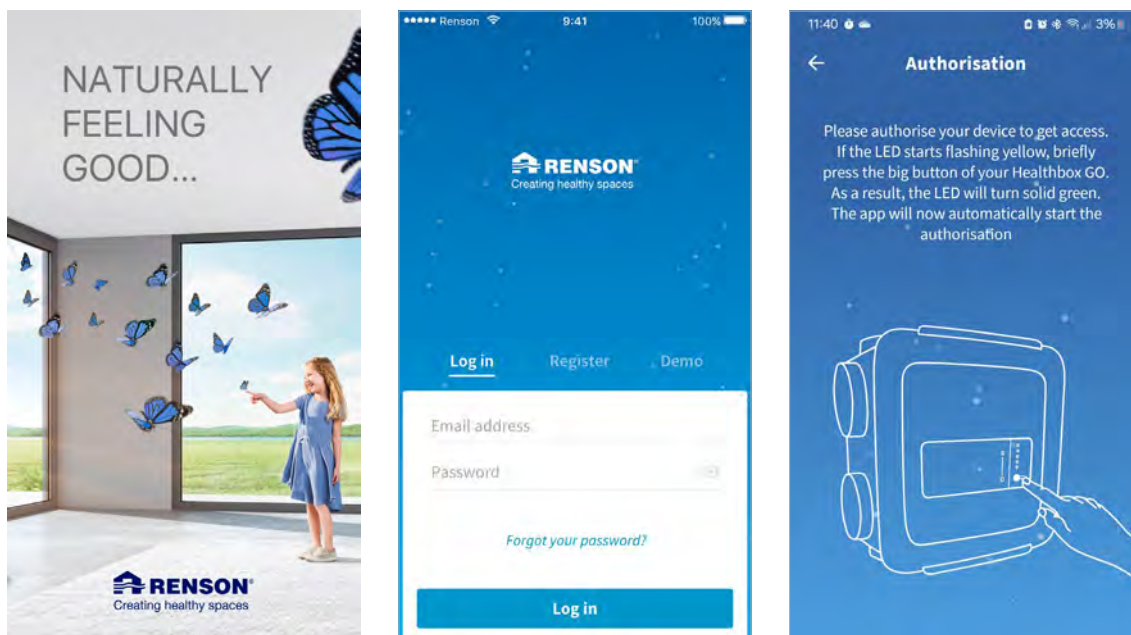 NATURALLY
FEELING
GOOD...
RENSON®
Creating healthy spaces
Renson
9:41
100%
RENSON®
Creating healthy spaces
Log in
Register
Demo
Email address
Password
Forgot your password?
Log in
11:40
3%
Authorisation
Please authorise your device to get access.
If the LED starts flashing yellow, briefly
press the big button of your Healthbox GO.
As a result, the LED will turn solid green.
The app will now automatically start the
authorisation